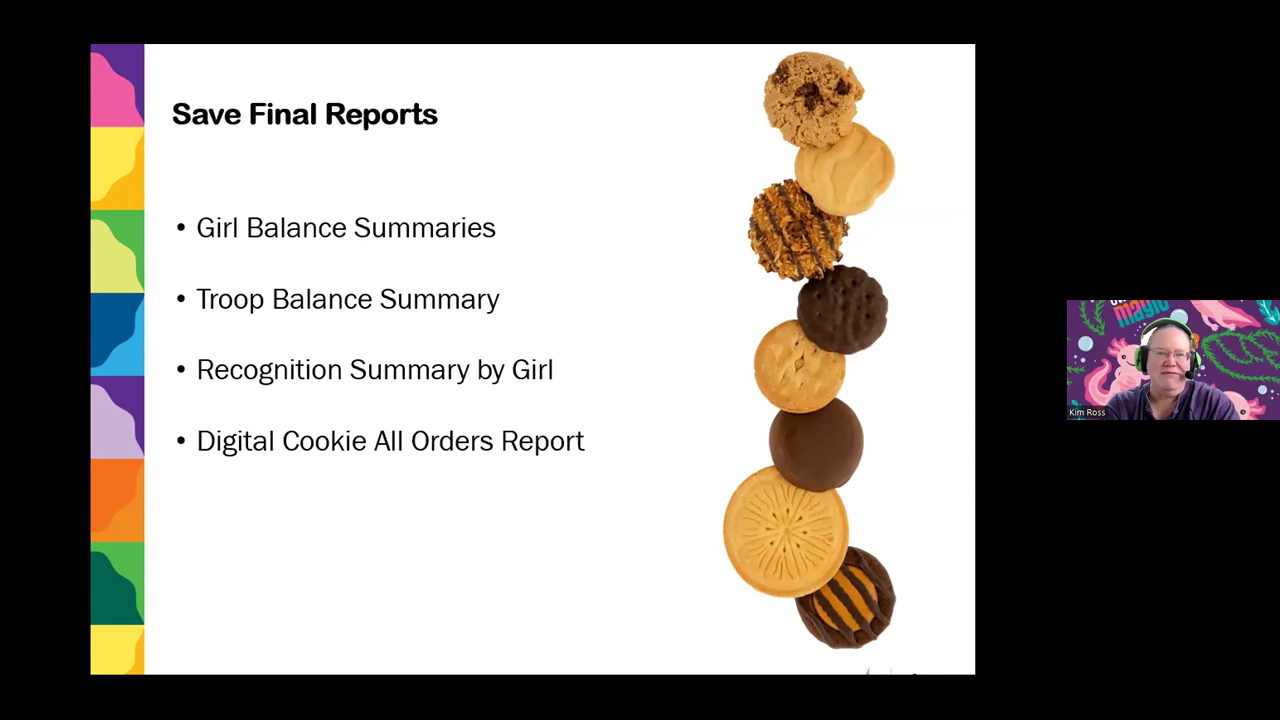 Save Final Reports
• Girl Balance Summaries
• Troop Balance Summary
• Recognition Summary by Girl
• Digital Cookie All Orders Report
magic
Kim Ross